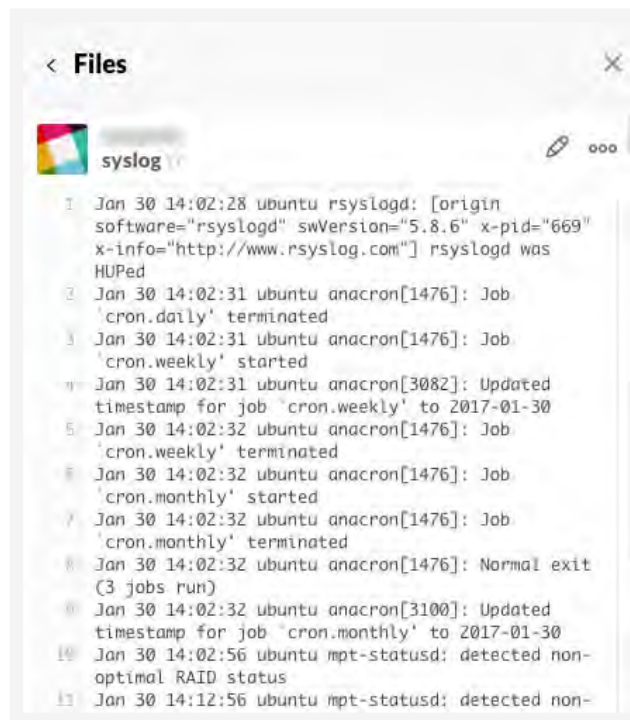 < Files
syslog
1 Jan 30 14:02:28 ubuntu rsyslogd: [origin
software="rsyslogd" swVersion="5.8.6" x-pid="669"
x-info="http://www.rsyslog.com"] rsyslogd was
HUPed
2 Jan 30 14:02:31 ubuntu anacron[1476]: Job
`cron.daily' terminated
3 Jan 30 14:02:31 ubuntu anacron[1476]: Job
`cron.weekly' started
4 Jan 30 14:02:31 ubuntu anacron[3082]: Updated
timestamp for job `cron.weekly' to 2017-01-30
5 Jan 30 14:02:32 ubuntu anacron[1476]: Job
`cron.weekly' terminated
6 Jan 30 14:02:32 ubuntu anacron[1476]: Job
`cron.monthly' started
7 Jan 30 14:02:32 ubuntu anacron[1476]: Job
`cron.monthly' terminated
8 Jan 30 14:02:32 ubuntu anacron[1476]: Normal exit
(3 jobs run)
9 Jan 30 14:02:32 ubuntu anacron[3100]: Updated
timestamp for job `cron.monthly' to 2017-01-30
10 Jan 30 14:02:56 ubuntu mpt-statusd: detected non-
optimal RAID status
11 Jan 30 14:12:56 ubuntu mpt-statusd: detected non-